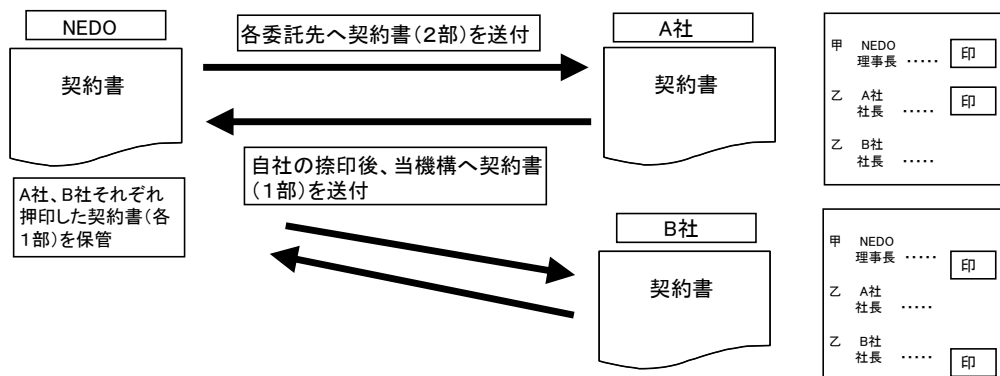 NEDO
契約書
A社、B社それぞれ
押印した契約書(各
1部)を保管
各委託先へ契約書(2部)を送付
自社の捺印後、当機構へ契約書
(1部)を送付
A社
契約書
B社
契約書
甲 NEDO
理事長 ‥‥‥ 印
乙 A社
社長 ‥‥‥ 印
乙 B社
社長 ‥‥‥
甲 NEDO
理事長 ‥‥‥ 印
乙 A社
社長 ‥‥‥
乙 B社
社長 ‥‥‥ 印